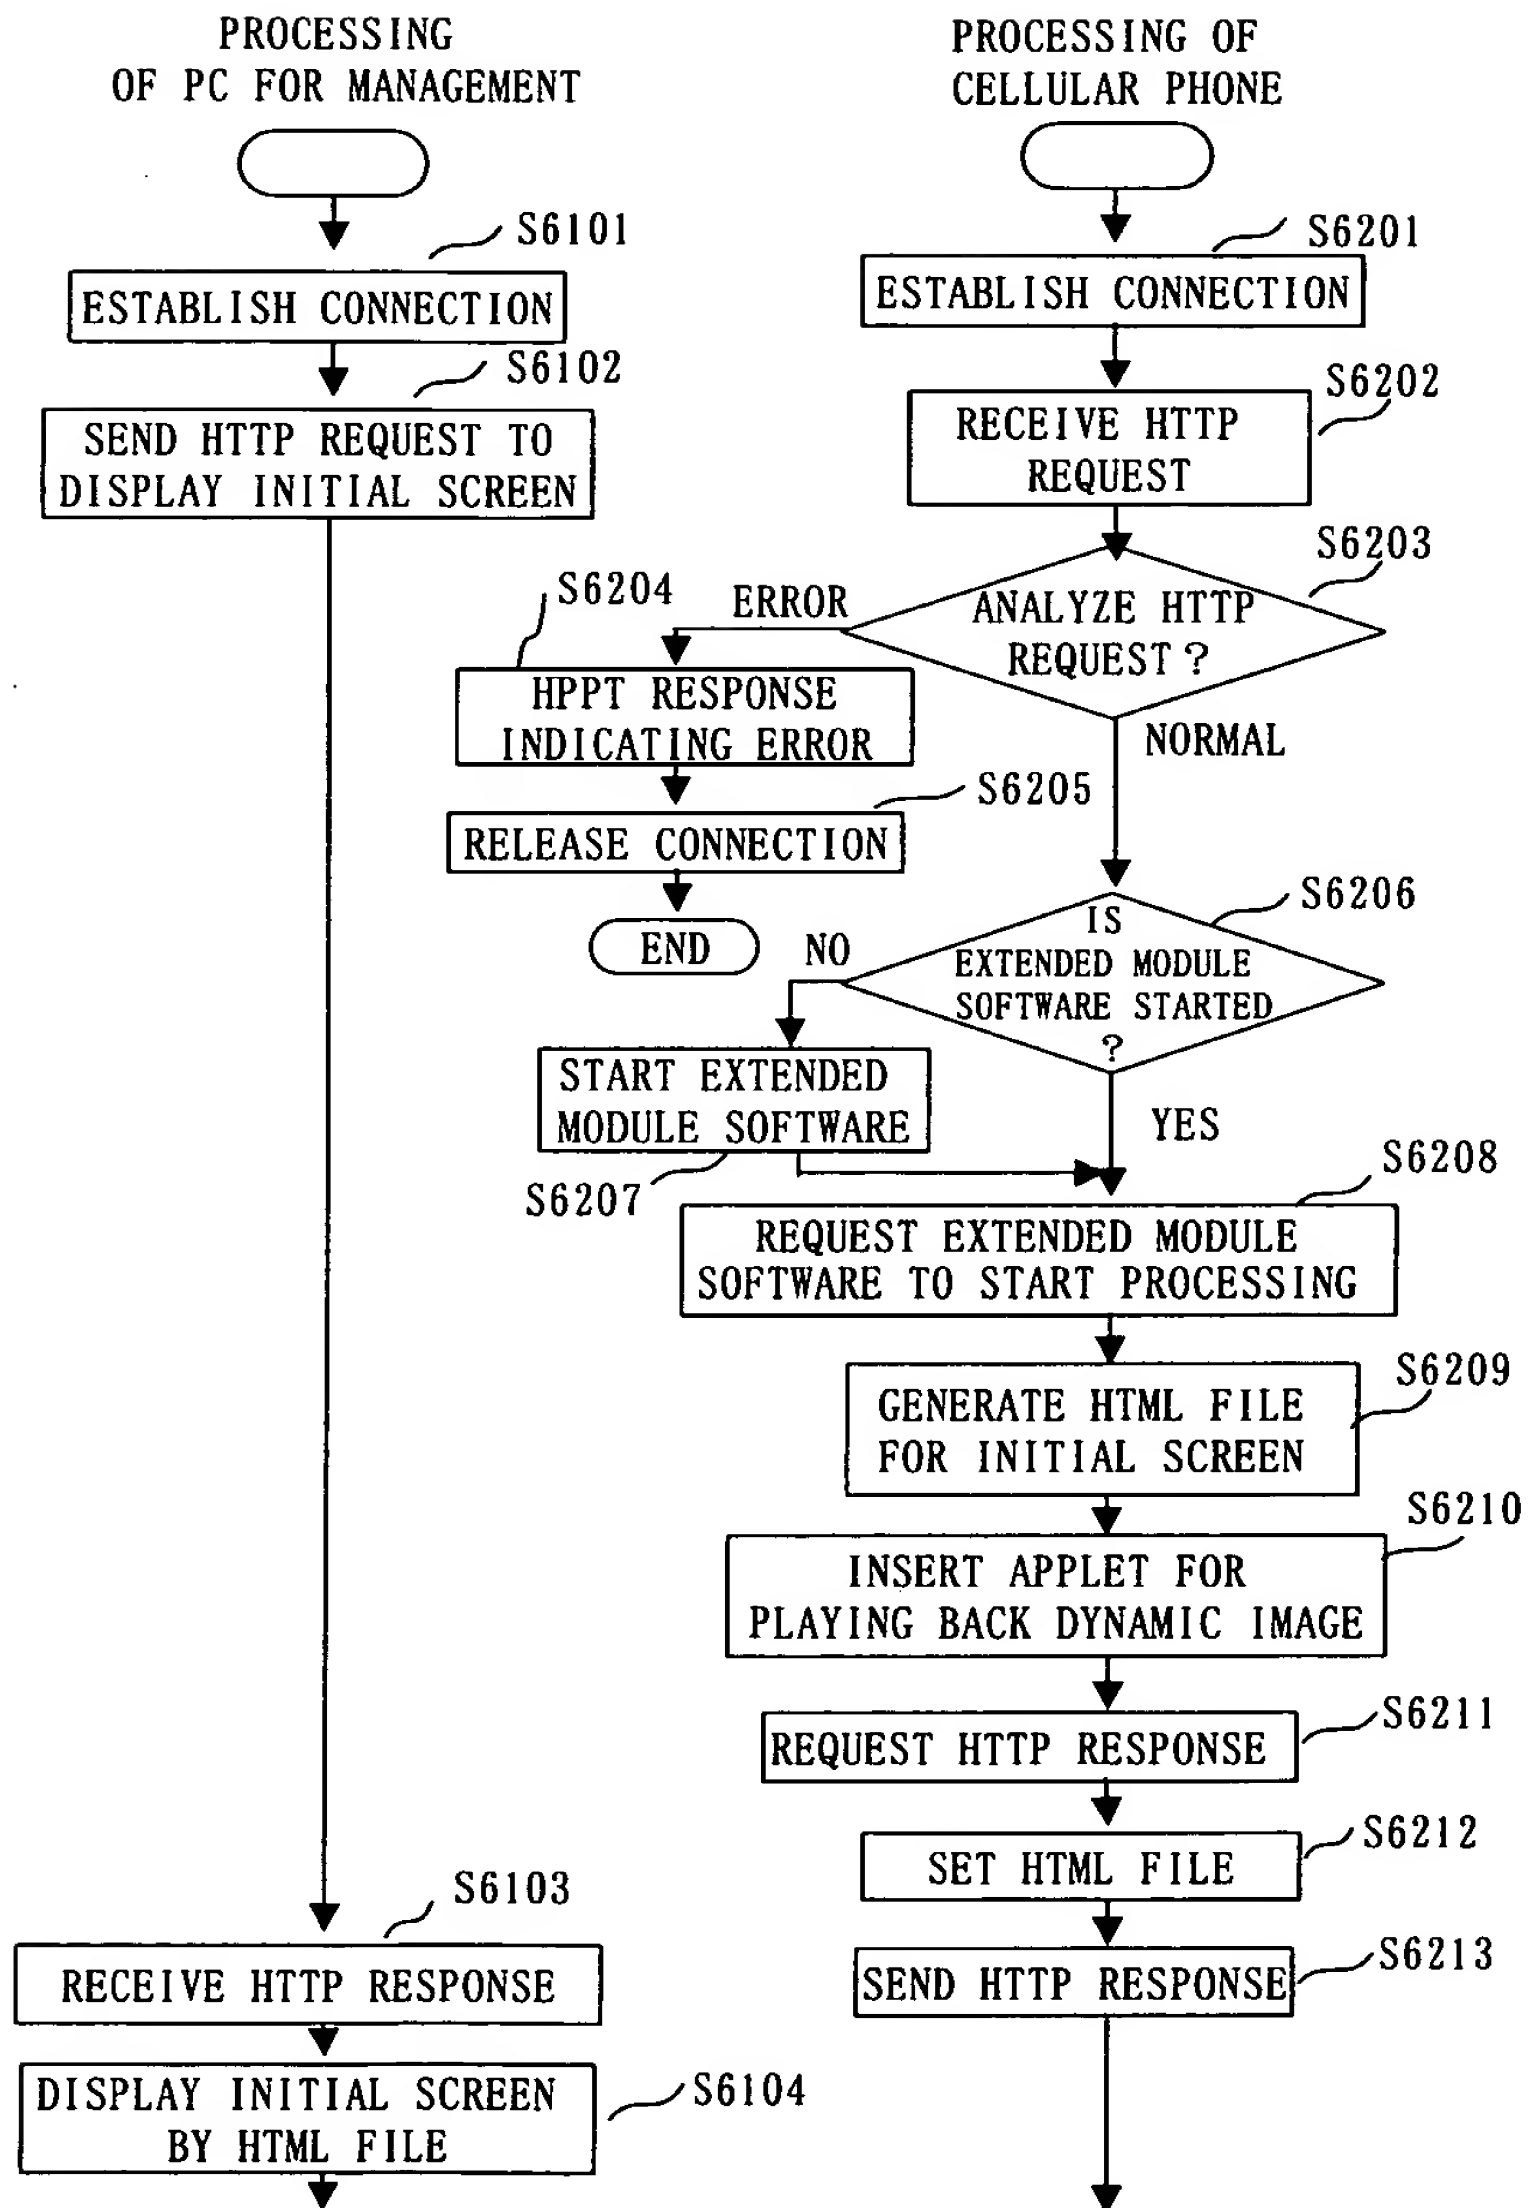 PROCESSING
OF PC FOR MANAGEMENT
S6101
ESTABLISH CONNECTION
S6102
SEND HTTP REQUEST TO
DISPLAY INITIAL SCREEN
S6103
RECEIVE HTTP RESPONSE
S6104
DISPLAY INITIAL SCREEN
BY HTML FILE
PROCESSING OF
CELLULAR PHONE
S6201
ESTABLISH CONNECTION
S6202
RECEIVE HTTP
REQUEST
S6203
ANALYZE HTTP
REQUEST?
ERROR
S6204
HPPT RESPONSE
INDICATING ERROR
S6205
RELEASE CONNECTION
END
NORMAL
S6206
IS
EXTENDED MODULE
SOFTWARE STARTED
?
NO
START EXTENDED
MODULE SOFTWARE
S6207
YES
S6208
REQUEST EXTENDED MODULE
SOFTWARE TO START PROCESSING
S6209
GENERATE HTML FILE
FOR INITIAL SCREEN
S6210
INSERT APPLET FOR
PLAYING BACK DYNAMIC IMAGE
S6211
REQUEST HTTP RESPONSE
S6212
SET HTML FILE
S6213
SEND HTTP RESPONSE